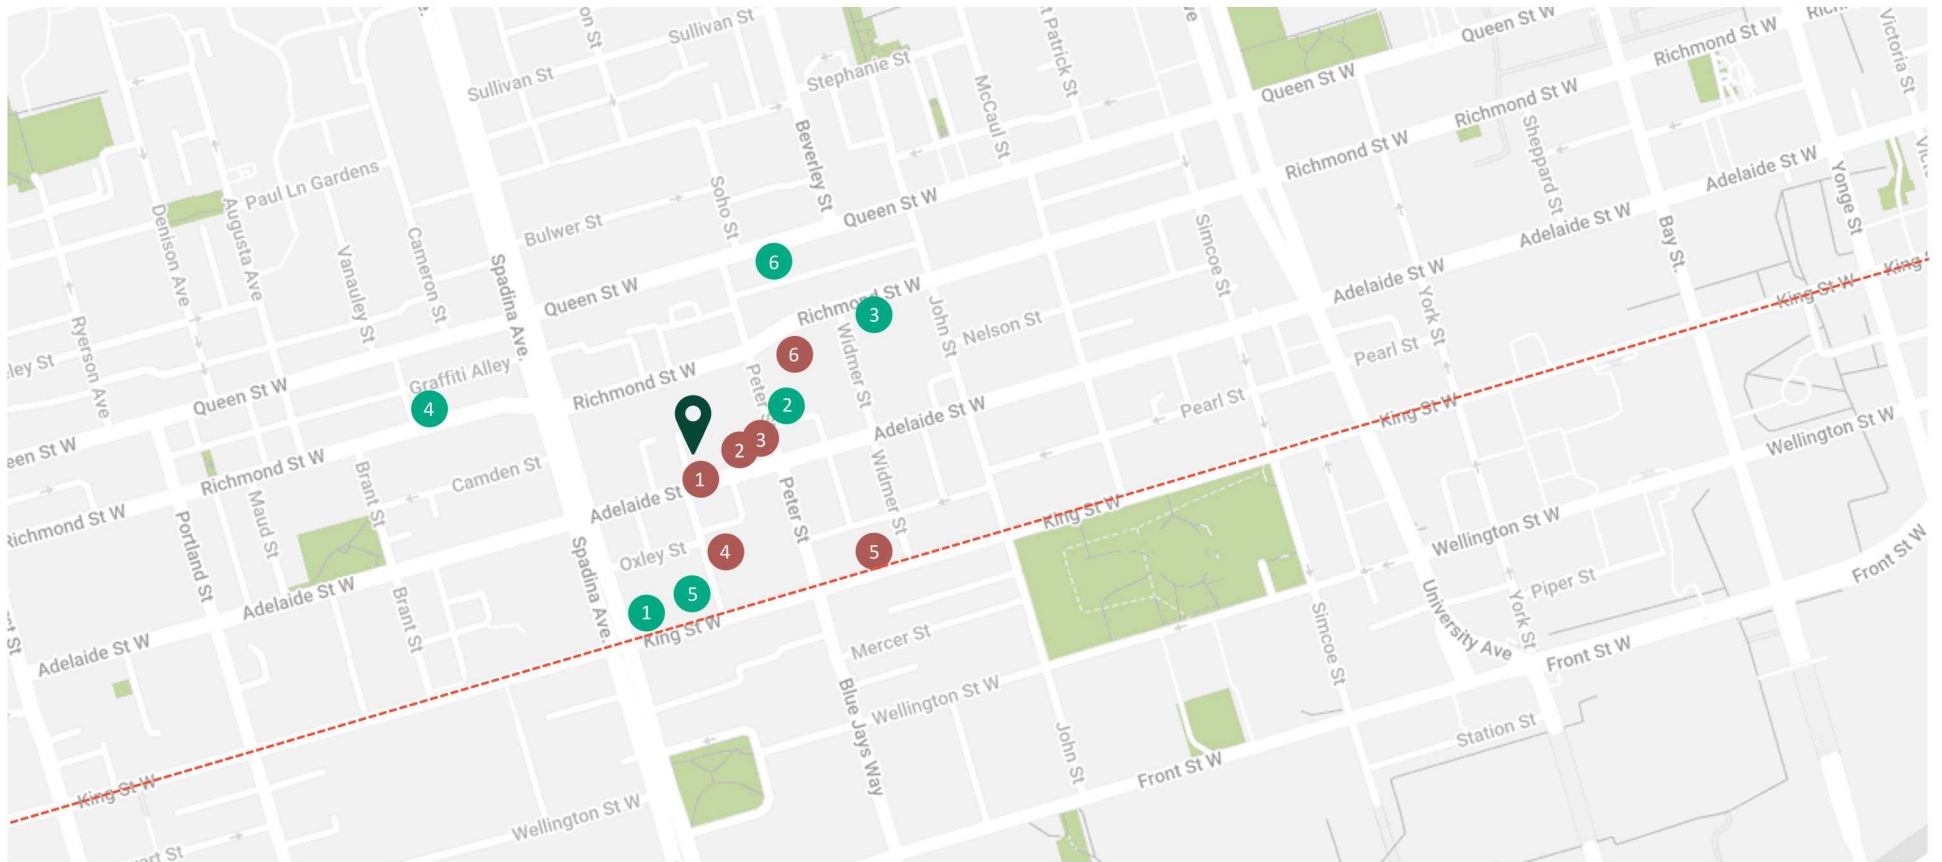 Sullivan St
Queen St W
Richmond St W
Victoria St
St Patrick St
Stephanie St
Sullivan St
McCaul St
Queen St W
Richmond St W
Beverley St
Richmond St W
Sheppard St
Adelaide St W
Yonge St
Paul Ln Gardens
Soho St
Queen St W
Denison Ave
Augusta Ave
Bulwer St
Simcoe St
Adelaide St W
Bay St.
Cameron St
Vanauley St
Spadina Ave.
6
Adelaide St W
King St W
King
Queen St W
Richmond St W
3
John St
Nelson St
York St
Ryerson Ave
Widmer St
6
Pearl St
Graffiti Alley
Richmond St W
Peter
Queen St W
4
2
Adelaide St W
Pearl St
King St W
Wellington St W
3
2
Queen St W
Richmond St W
Camden St
1
Adelaide St
Brant St
Maud St
Peter St
Widmer St
King St W
Richmond St W
Portland St
Wellington St W
Front St W
Oxley St
4
5
Spadina Ave.
Adelaide St W
5
1
Brant St
King St W
Mercer St
Simcoe St
University Ave
York St
Piper St
Adelaide St W
Front St W
Blue Jays Way
Wellington St W
John St
Station St
Front St W
King St W
Wellington St W